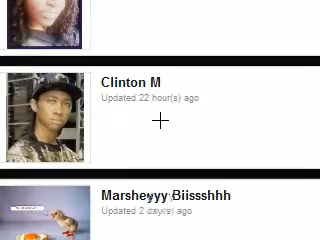 Clinton M
Updated 22 hour(s) ago
Marsheyyy Biissshhh
Updated 2 day(s) ago